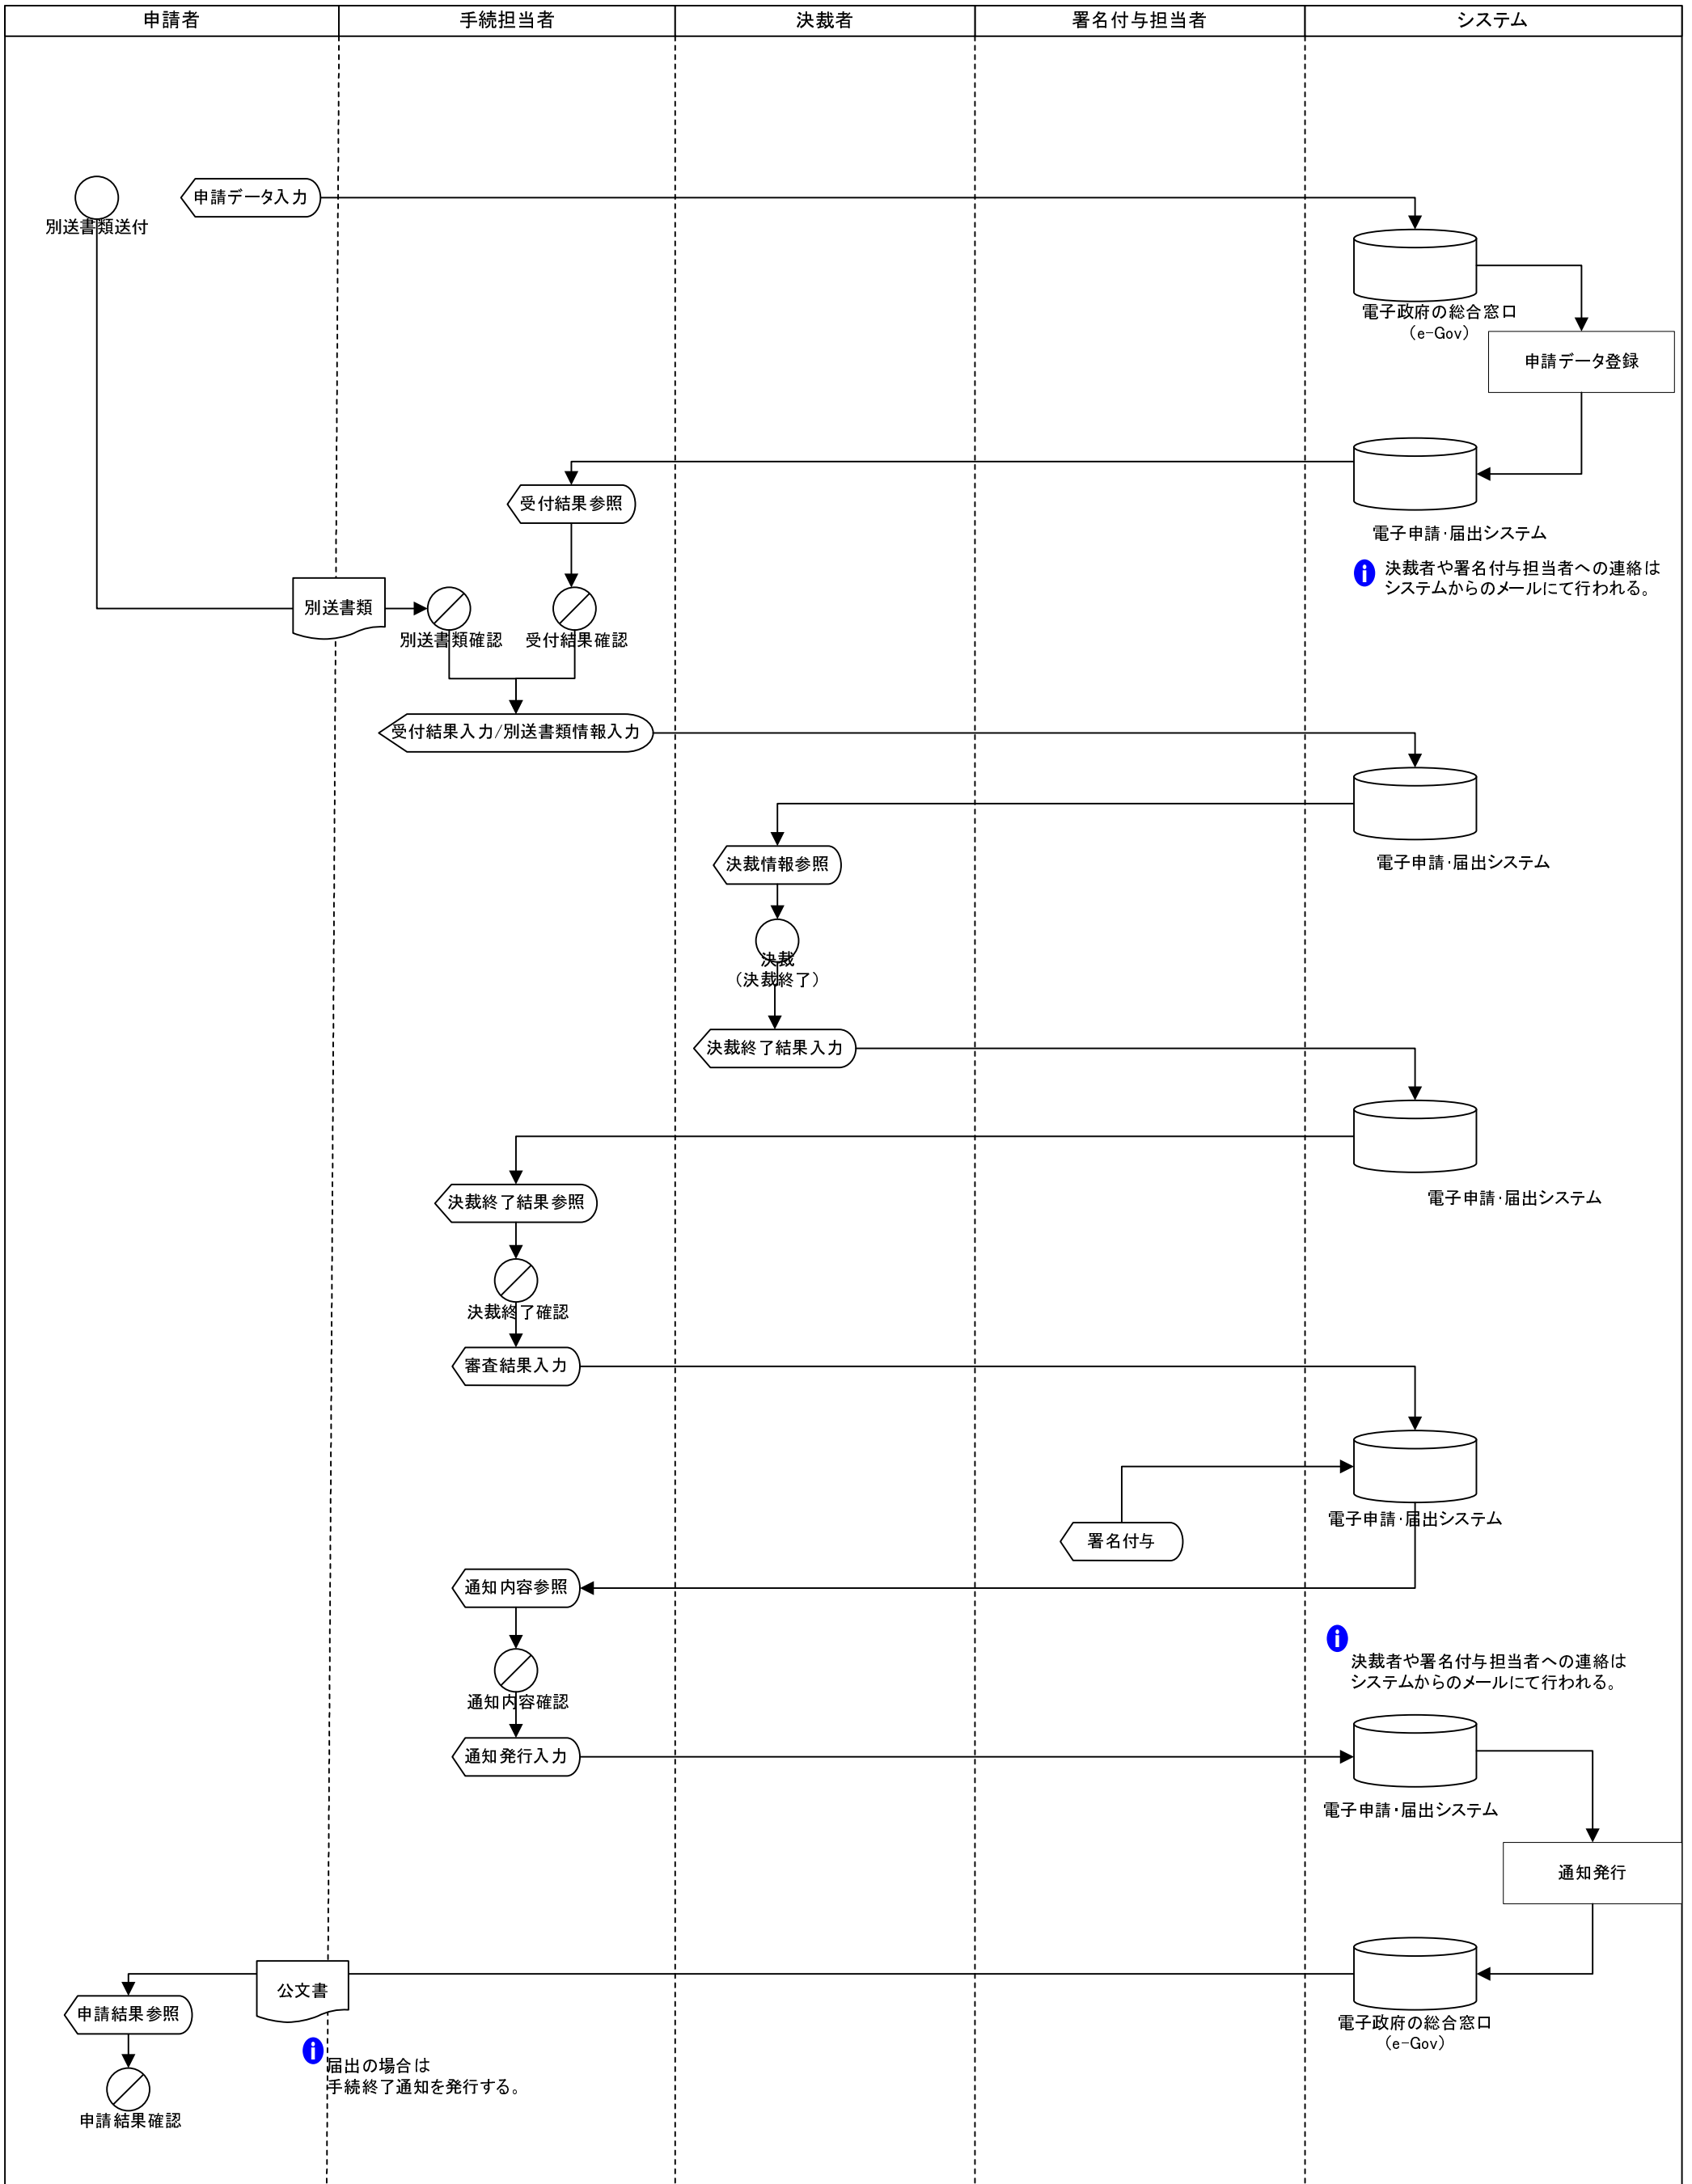 申請者
手続担当者
決裁者
署名付与担当者
システム
別送書類送付
申請データ入力
電子政府の総合窓口
（e-Gov）
申請データ登録
受付結果参照
電子申請・届出システム
決裁者や署名付与担当者への連絡は
システムからのメールにて行われる。
別送書類
別送書類確認
受付結果確認
受付結果入力/別送書類情報入力
電子申請・届出システム
決裁情報参照
決裁
（決裁終了）
決裁終了結果入力
電子申請・届出システム
決裁終了結果参照
決裁終了確認
審査結果入力
電子申請・届出システム
署名付与
通知内容参照
決裁者や署名付与担当者への連絡は
システムからのメールにて行われる。
通知内容確認
通知発行入力
電子申請・届出システム
通知発行
公文書
申請結果参照
電子政府の総合窓口
（e-Gov）
届出の場合は
手続終了通知を発行する。
申請結果確認